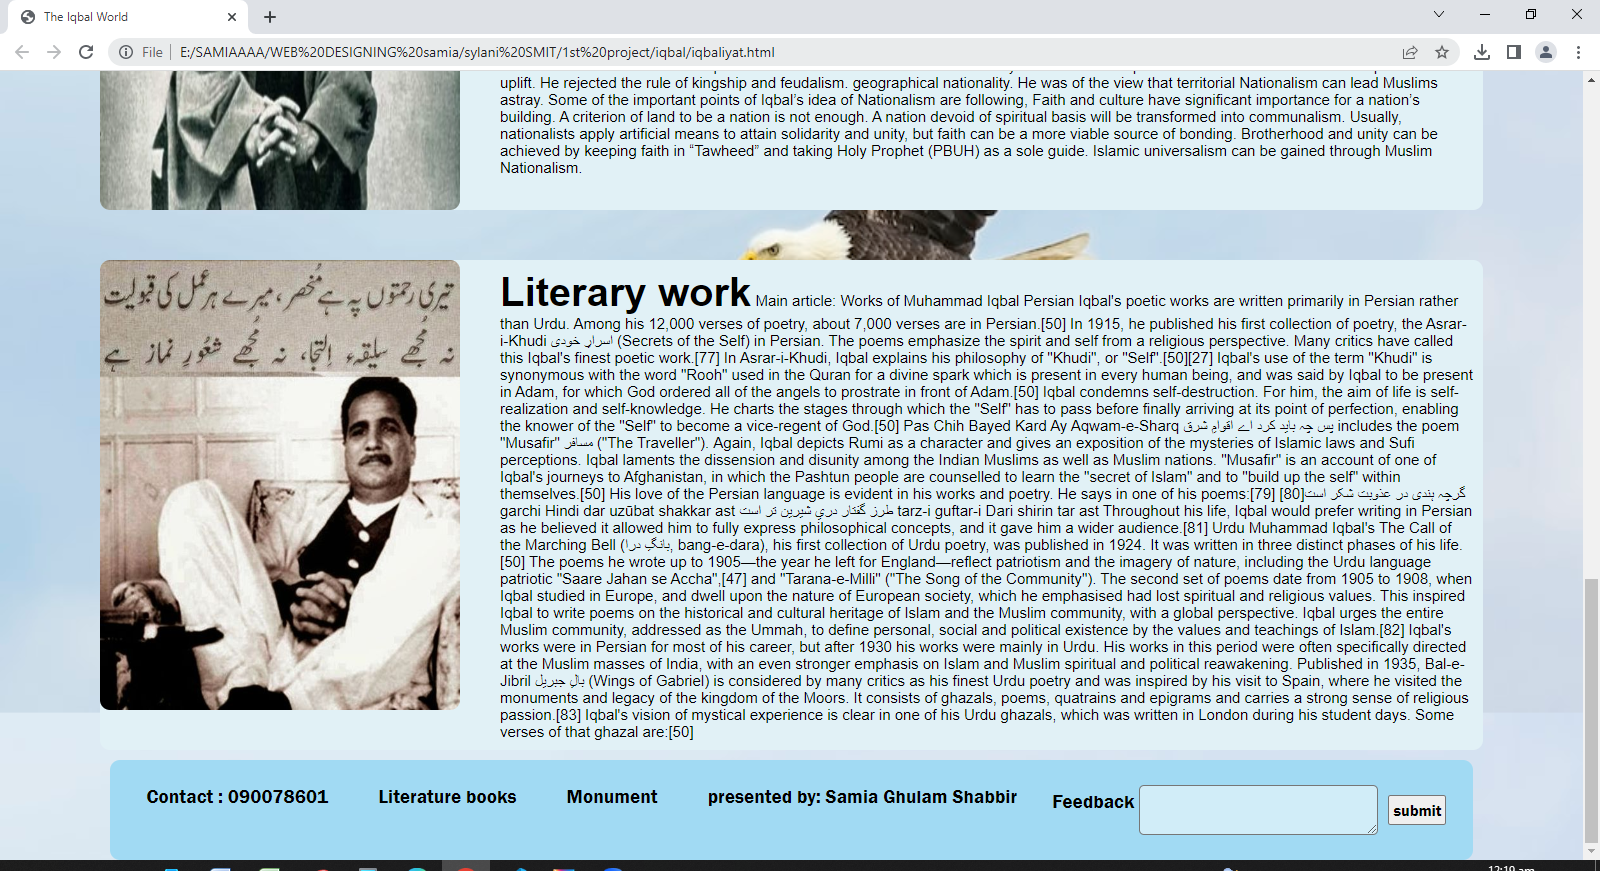 The Iqbal World
File
E:/SAMIAAAA/WEB%20DESIGNING%20samia/sylani%20SMIT/1st%20project/iqbal/iqbaliyat.html
uplift. He rejected the rule of kingship and feudalism. geographical nationality. He was of the view that territorial Nationalism can lead Muslims
astray. Some of the important points of Iqbal’s idea of Nationalism are following, Faith and culture have significant importance for a nation’s
building. A criterion of land to be a nation is not enough. A nation devoid of spiritual basis will be transformed into communalism. Usually,
nationalists apply artificial means to attain solidarity and unity, but faith can be a more viable source of bonding. Brotherhood and unity can be
achieved by keeping faith in “Tawheed” and taking Holy Prophet (PBUH) as a sole guide. Islamic universalism can be gained through Muslim
Nationalism.
تیری رحمتوں پہ ہے منحصر، میرے ہر عمل کی قبولیت
نہ مجھے سلیقہء اِلتجا، نہ مجھے شعُورِ نماز ہے
Literary work Main article: Works of Muhammad Iqbal Persian Iqbal's poetic works are written primarily in Persian rather
than Urdu. Among his 12,000 verses of poetry, about 7,000 verses are in Persian.[50] In 1915, he published his first collection of poetry, the Asrar-
i-Khudi اسرارِ خودی (Secrets of the Self) in Persian. The poems emphasize the spirit and self from a religious perspective. Many critics have called
this Iqbal's finest poetic work.[77] In Asrar-i-Khudi, Iqbal explains his philosophy of "Khudi", or "Self".[50][27] Iqbal's use of the term "Khudi" is
synonymous with the word "Rooh" used in the Quran for a divine spark which is present in every human being, and was said by Iqbal to be present
in Adam, for which God ordered all of the angels to prostrate in front of Adam.[50] Iqbal condemns self-destruction. For him, the aim of life is self-
realization and self-knowledge. He charts the stages through which the "Self" has to pass before finally arriving at its point of perfection, enabling
the knower of the "Self" to become a vice-regent of God.[50] Pas Chih Bayed Kard Ay Aqwam-e-Sharq پس چہ باید کرد اے اقوامِ شرق includes the poem
"Musafir" مسافر ("The Traveller"). Again, Iqbal depicts Rumi as a character and gives an exposition of the mysteries of Islamic laws and Sufi
perceptions. Iqbal laments the dissension and disunity among the Indian Muslims as well as Muslim nations. "Musafir" is an account of one of
Iqbal's journeys to Afghanistan, in which the Pashtun people are counselled to learn the "secret of Islam" and to "build up the self" within
themselves.[50] His love of the Persian language is evident in his works and poetry. He says in one of his poems:[79] [80]گرچہ ہندی در عذوبت شکر است
garchi Hindi dar uzūbat shakkar ast طرز گفتار دري شيرين تر است tarz-i guftar-i Dari shirin tar ast Throughout his life, Iqbal would prefer writing in Persian
as he believed it allowed him to fully express philosophical concepts, and it gave him a wider audience.[81] Urdu Muhammad Iqbal's The Call of
the Marching Bell (بانگِ درا, bang-e-dara), his first collection of Urdu poetry, was published in 1924. It was written in three distinct phases of his life.
[50] The poems he wrote up to 1905—the year he left for England—reflect patriotism and the imagery of nature, including the Urdu language
patriotic "Saare Jahan se Accha",[47] and "Tarana-e-Milli" ("The Song of the Community"). The second set of poems date from 1905 to 1908, when
Iqbal studied in Europe, and dwell upon the nature of European society, which he emphasised had lost spiritual and religious values. This inspired
Iqbal to write poems on the historical and cultural heritage of Islam and the Muslim community, with a global perspective. Iqbal urges the entire
Muslim community, addressed as the Ummah, to define personal, social and political existence by the values and teachings of Islam.[82] Iqbal's
works were in Persian for most of his career, but after 1930 his works were mainly in Urdu. His works in this period were often specifically directed
at the Muslim masses of India, with an even stronger emphasis on Islam and Muslim spiritual and political reawakening. Published in 1935, Bal-e-
Jibril بالِ جبریل (Wings of Gabriel) is considered by many critics as his finest Urdu poetry and was inspired by his visit to Spain, where he visited the
monuments and legacy of the kingdom of the Moors. It consists of ghazals, poems, quatrains and epigrams and carries a strong sense of religious
passion.[83] Iqbal's vision of mystical experience is clear in one of his Urdu ghazals, which was written in London during his student days. Some
verses of that ghazal are:[50]
Contact : 090078601
Literature books
Monument
presented by: Samia Ghulam Shabbir
Feedback
submit